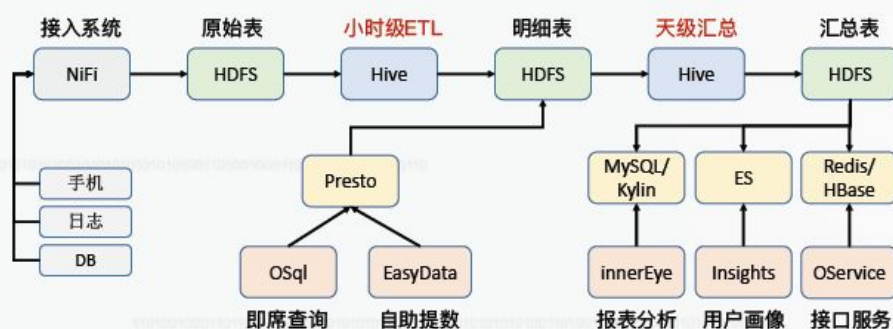 接入系统
原始表
小时级ETL
明细表
天级汇总
汇总表
NiFi
HDFS
Hive
HDFS
Hive
HDFS
手机
日志
DB
Presto
MySQL/
Kylin
ES
Redis/
HBase
OSql
EasyData
innerEye
Insights
OService
即席查询
自助提数
报表分析
用户画像
接口服务